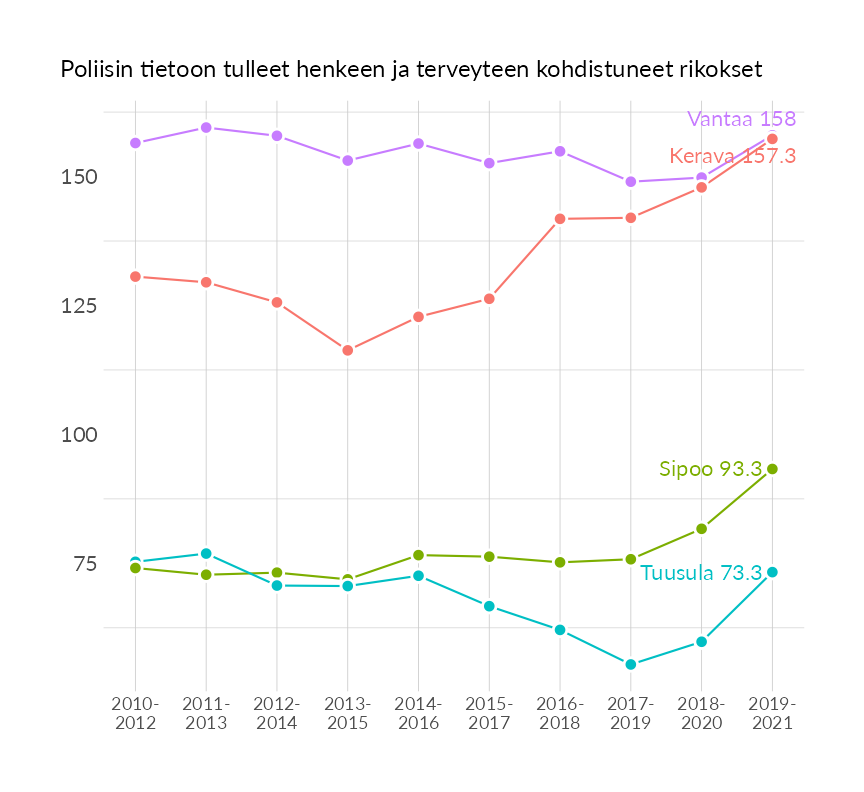 Poliisin tietoon tulleet henkeen ja terveyteen kohdistuneet rikokset
Vantaa 158
Kerava 157.3
150
125
100
Sipoo 93.3
75
Tuusula 73.3
2010- 2011- 2012- 2013- 2014- 2015- 2016- 2017- 2018- 2019-
2012 2013 2014 2015 2016 2017 2018 2019 2020 2021